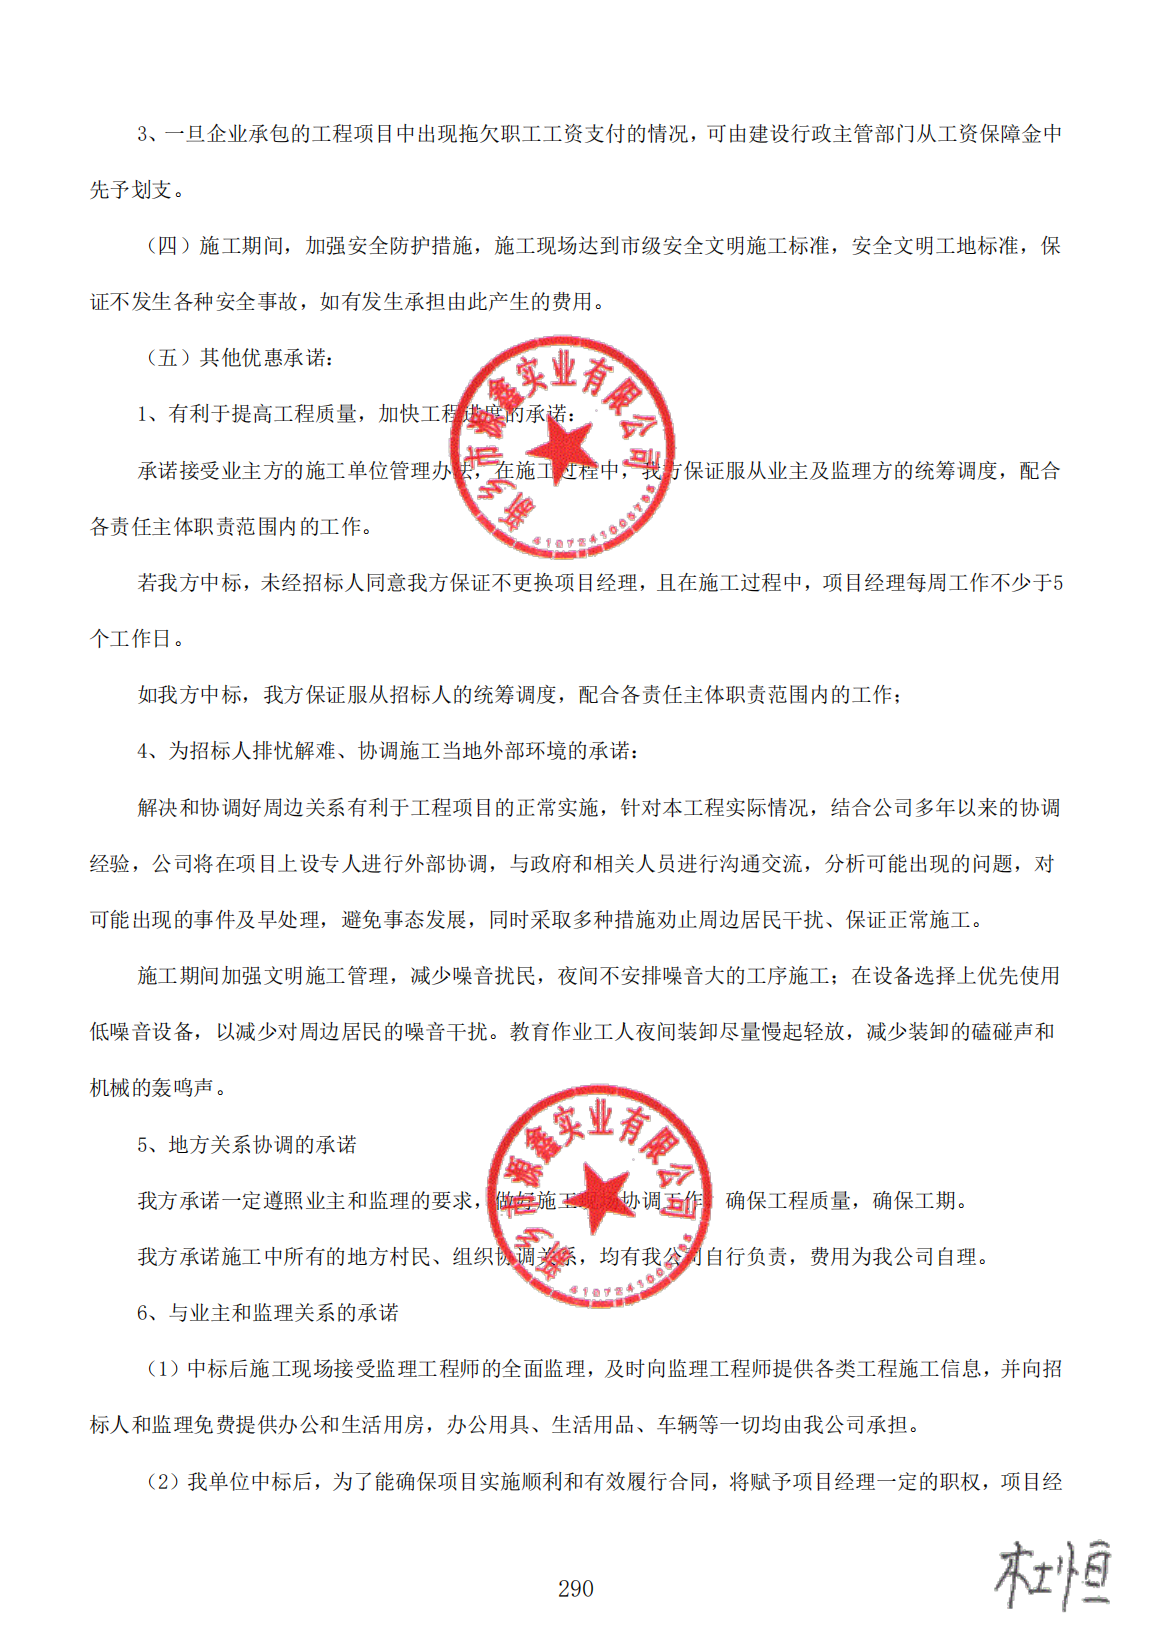 3、一旦企业承包的工程项目中出现拖欠职工工资支付的情况，可由建设行政主管部门从工资保障金中
先予划支。
（四）施工期间，加强安全防护措施，施工现场达到市级安全文明施工标准，安全文明工地标准，保
证不发生各种安全事故，如有发生承担由此产生的费用。
（五）其他优惠承诺：
1、有利于提高工程质量，加快工程进度的承诺：
承诺接受业主方的施工单位管理办法，在施工过程中，我方保证服从业主及监理方的统筹调度，配合
各责任主体职责范围内的工作。
新乡市源鑫实业有限公司
若我方中标，未经招标人同意我方保证不更换项目经理，且在施工过程中，项目经理每周工作不少于5
个工作日。
如我方中标，我方保证服从招标人的统筹调度，配合各责任主体职责范围内的工作；
4、为招标人排忧解难、协调施工当地外部环境的承诺：
解决和协调好周边关系有利于工程项目的正常实施，针对本工程实际情况，结合公司多年以来的协调
经验，公司将在项目上设专人进行外部协调，与政府和相关人员进行沟通交流，分析可能出现的问题，对
可能出现的事件及早处理，避免事态发展，同时采取多种措施劝止周边居民干扰、保证正常施工。
施工期间加强文明施工管理，减少噪音扰民，夜间不安排噪音大的工序施工；在设备选择上优先使用
低噪音设备，以减少对周边居民的噪音干扰。教育作业工人夜间装卸尽量慢起轻放，减少装卸的磕碰声和
机械的轰鸣声。
5、地方关系协调的承诺
我方承诺一定遵照业主和监理的要求，做好施工现场协调工作，确保工程质量，确保工期。
我方承诺施工中所有的地方村民、组织协调关系，均有我公司自行负责，费用为我公司自理。
新乡市源鑫实业有限公司
6、与业主和监理关系的承诺
（1）中标后施工现场接受监理工程师的全面监理，及时向监理工程师提供各类工程施工信息，并向招
标人和监理免费提供办公和生活用房，办公用具、生活用品、车辆等一切均由我公司承担。
（2）我单位中标后，为了能确保项目实施顺利和有效履行合同，将赋予项目经理一定的职权，项目经
290
杜恒